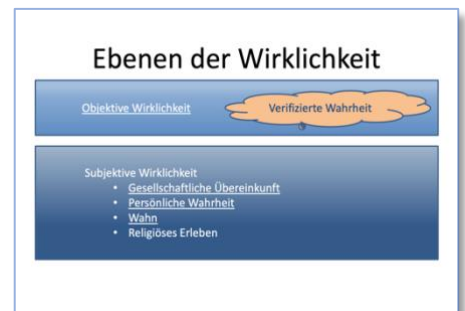 Ebenen der Wirklichkeit
Objektive Wirklichkeit
Verifizierte Wahrheit
Subjektive Wirklichkeit
• Gesellschaftliche Übereinkunft
• Persönliche Wahrheit
• Wahn
• Religiöses Erleben